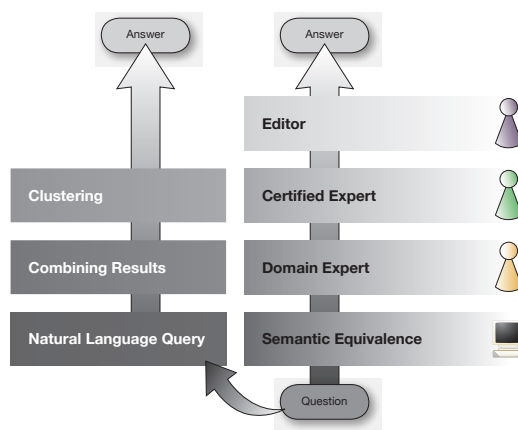 Answer
Answer
Editor
Clustering
Certified Expert
Combining Results
Domain Expert
Natural Language Query
Semantic Equivalence
Question